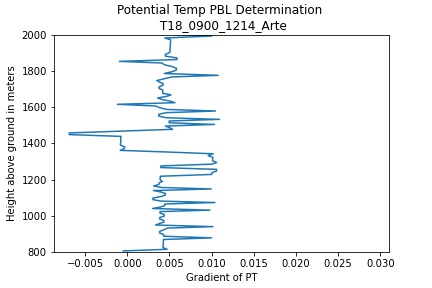 Potential Temp PBL Determination
T18_0900_1214_Arte
Height above ground in meters
2000
1800
1600
1400
1200
1000
800
−0.005 0.000 0.005 0.010 0.015 0.020 0.025 0.030
Gradient of PT